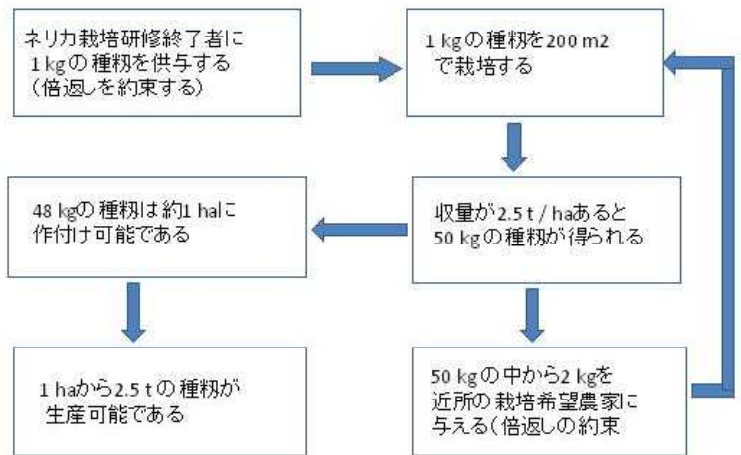 ネリカ栽培研修終了者に
1 kgの種籾を供与する
(倍返しを約束する)
1 kgの種籾を200 m2
で栽培する
48 kgの種籾は約1 haに
作付け可能である
収量が2.5 t / haあると
50 kgの種籾が得られる
1 haから2.5 tの種籾が
生産可能である
50 kgの中から2 kgを
近所の栽培希望農家に
与える(倍返しの約束